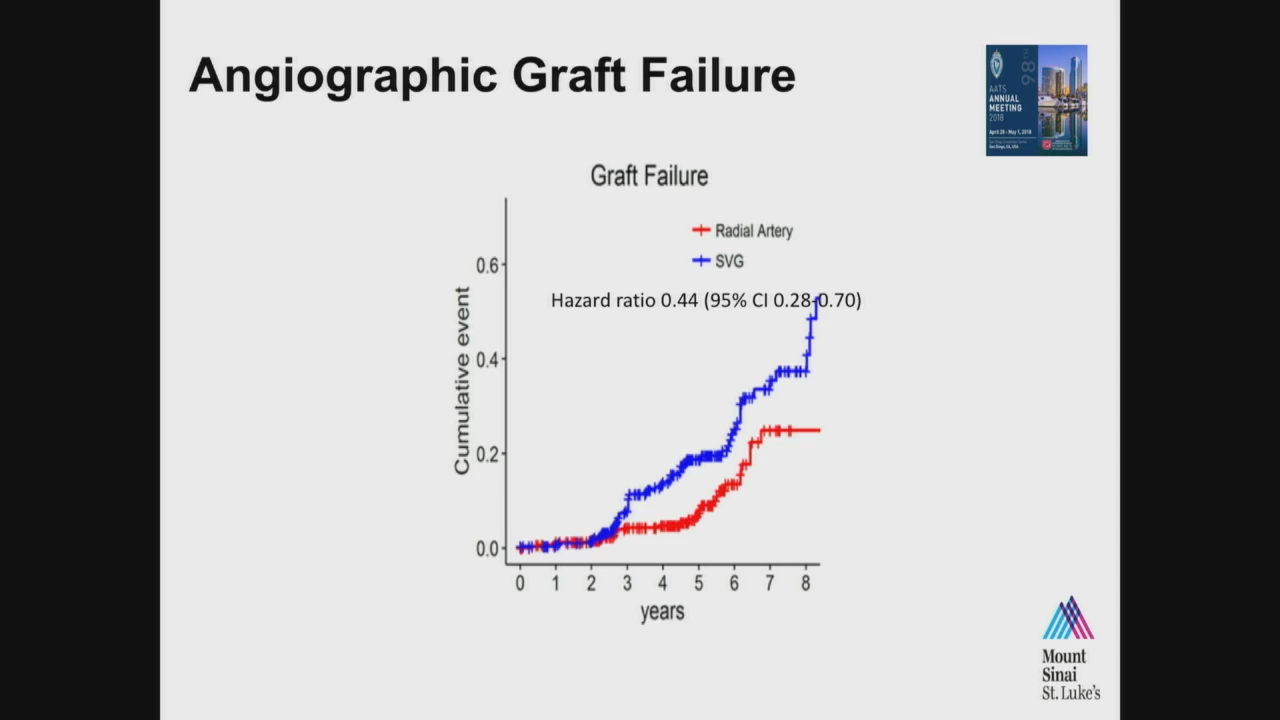 Angiographic Graft Failure
98TH
AATS
ANNUAL
MEETING
2018
April 28 - May 1, 2018
San Diego, CA, USA
Graft Failure
Radial Artery
SVG
Hazard ratio 0.44 (95% CI 0.28-0.70)
Cumulative event
0.6
0.4
0.2
0.0
0 1 2 3 4 5 6 7 8
years
Mount
Sinai
St. Luke's